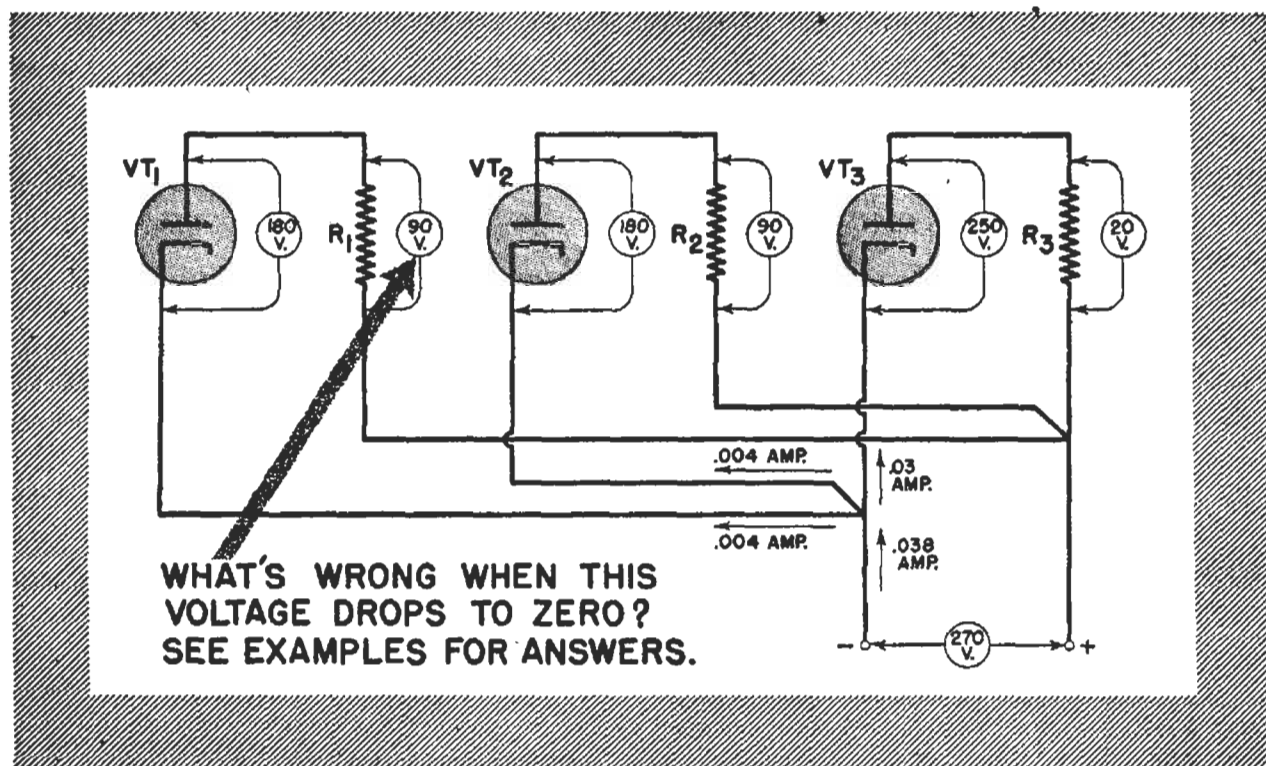 VT1
180 V.
R1
90 V.
VT2
180 V.
R2
90 V.
VT3
250 V.
R3
20 V.
.004 AMP.
.03 AMP.
.004 AMP.
.038 AMP.
WHAT'S WRONG WHEN THIS
VOLTAGE DROPS TO ZERO?
SEE EXAMPLES FOR ANSWERS.
- 270 V. +